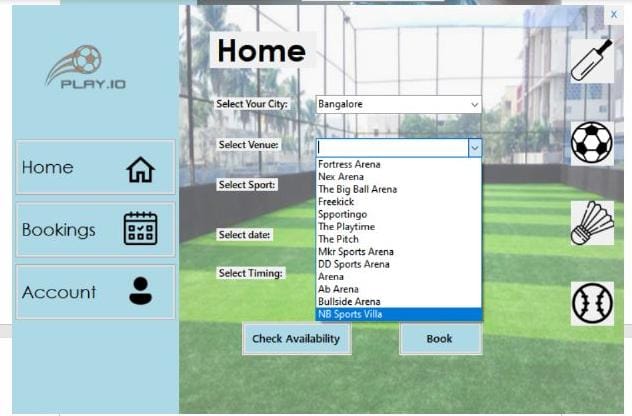 X
Home
PLAY.IO
Select Your City: Bangalore
Select Venue:
Home
Fortress Arena
Nex Arena
Select Sport:
The Big Ball Arena
Freekick
Spportingo
Bookings
The Playtime
Select date:
The Pitch
Mkr Sports Arena
DD Sports Arena
Select Timing:
Arena
Account
Ab Arena
Bullside Arena
NB Sports Villa
Check Availability
Book